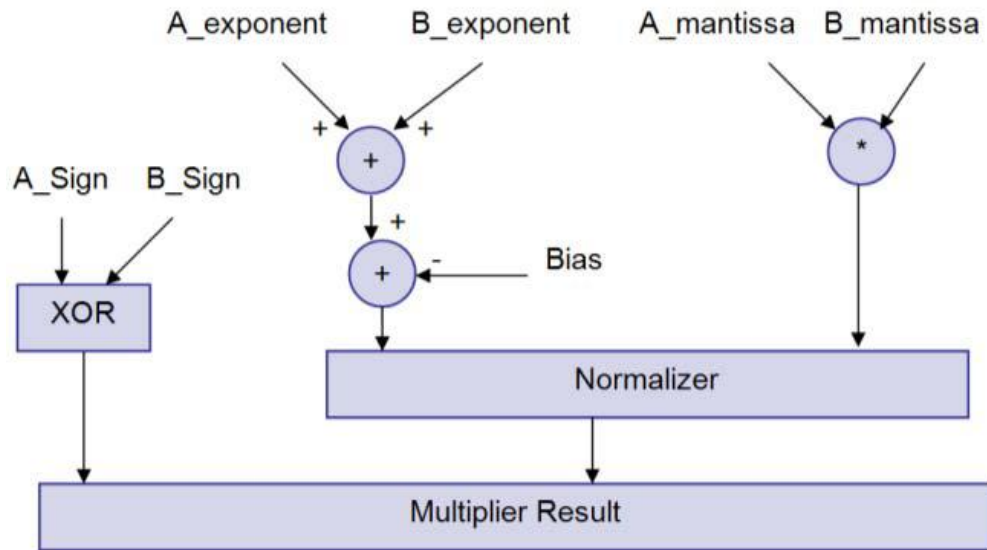 A_exponent B_exponent A_mantissa B_mantissa
+ +
+ *
A_Sign B_Sign
+
- Bias
+
XOR
Normalizer
Multiplier Result